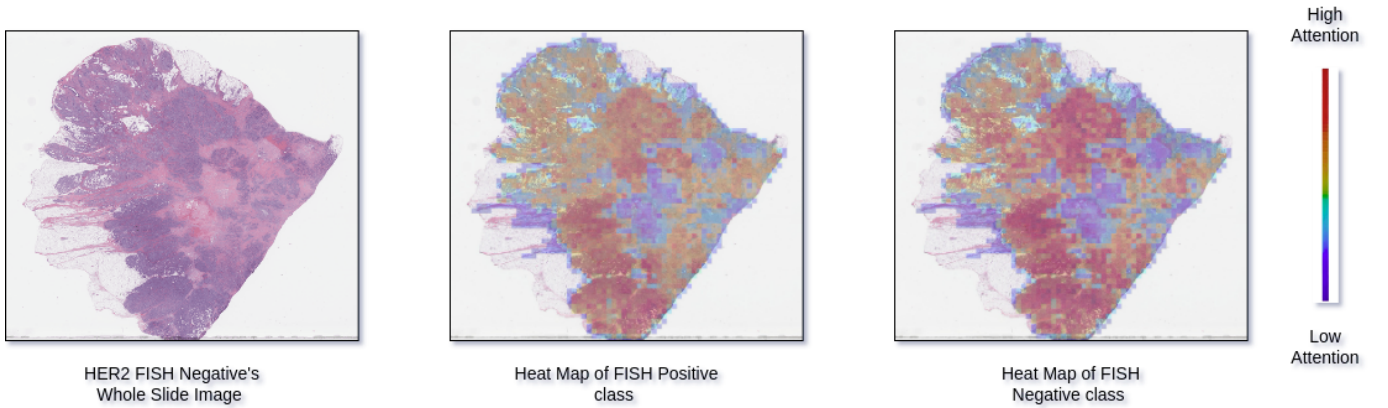 High
Attention
HER2 FISH Negative's
Whole Slide Image
Heat Map of FISH Positive
class
Heat Map of FISH
Negative class
Low
Attention